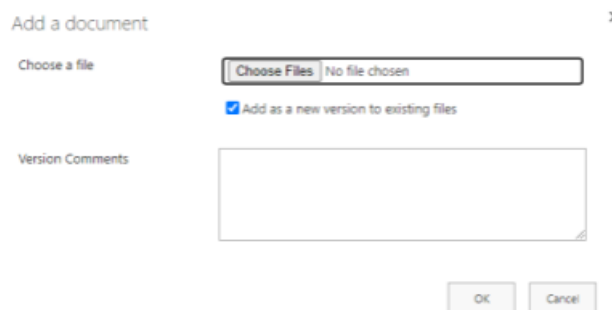 Add a document
Choose a file
Choose Files No file chosen
Add as a new version to existing files
Version Comments
OK Cancel